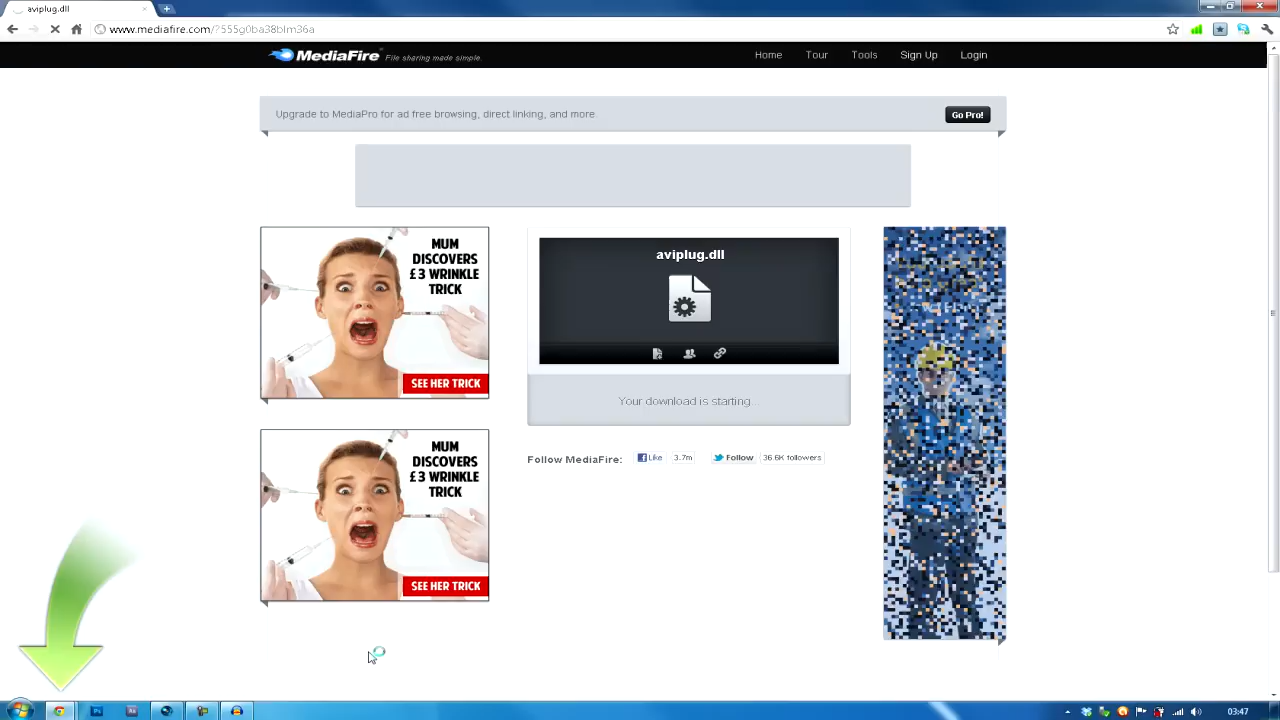 aviplug.dll
www.mediafire.com/?555g0ba38blm36a
MediaFire File sharing made simple.
Home Tour Tools Sign Up Login
Upgrade to MediaPro for ad free browsing, direct linking, and more.
Go Pro!
MUM
DISCOVERS
£3 WRINKLE
TRICK
SEE HER TRICK
aviplug.dll
Your download is starting...
Follow MediaFire: Like 3.7m Follow 36.6K followers
MUM
DISCOVERS
£3 WRINKLE
TRICK
SEE HER TRICK
03:47